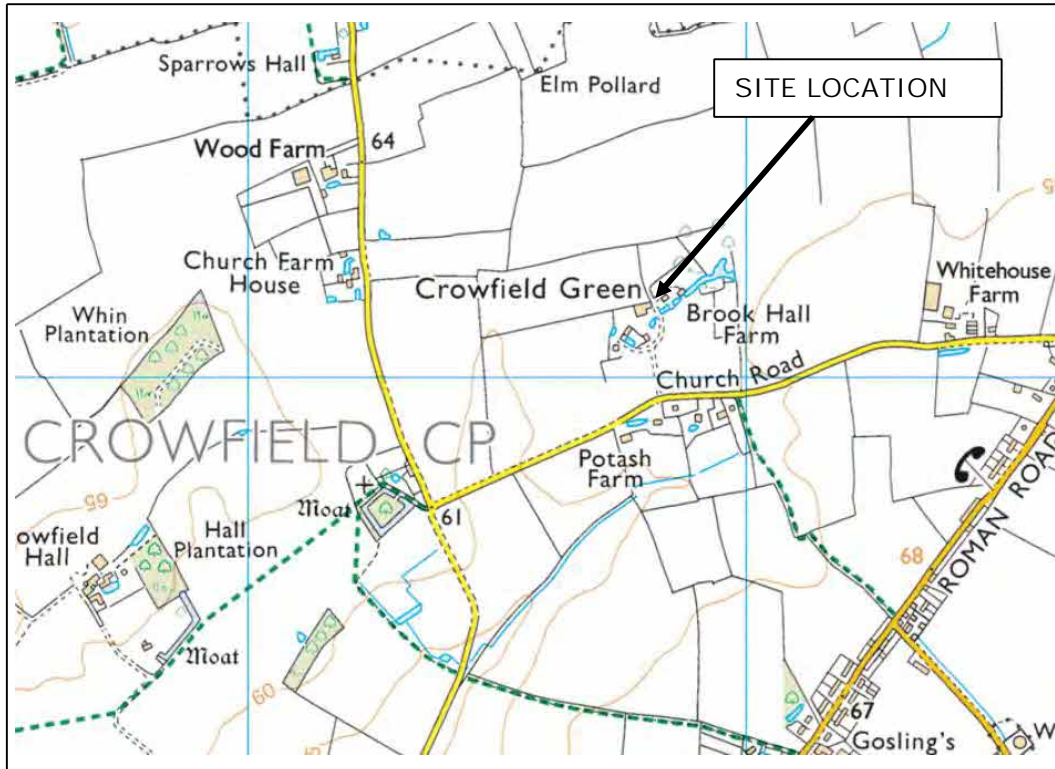 Sparrows Hall
Elm Pollard
SITE LOCATION
Wood Farm
64
Church Farm
House
Crowfield Green
Whitehouse
Farm
Whin
Plantation
Brook Hall
Farm
Church Road
CROWFIELD CP
65
Potash
Farm
Moat
61
owfield
Hall
Hall
Plantation
68
ROMAN ROAD
Moat
60
67
Gosling's
W